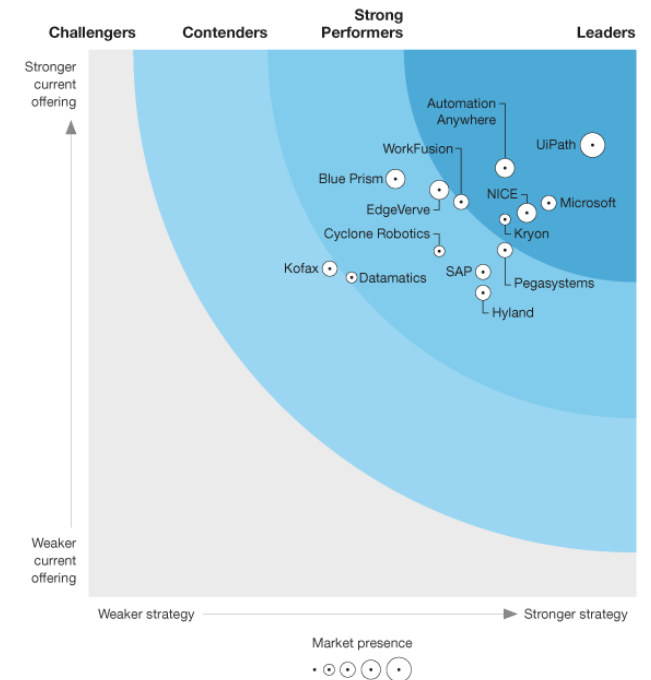 Challengers
Contenders
Strong
Performers
Leaders
Stronger
current
offering
Automation
Anywhere
UiPath
WorkFusion
Blue Prism
NICE
Microsoft
EdgeVerve
Cyclone Robotics
Kryon
Kofax
Datamatics
SAP
Pegasystems
Hyland
Weaker
current
offering
Weaker strategy
Stronger strategy
Market presence